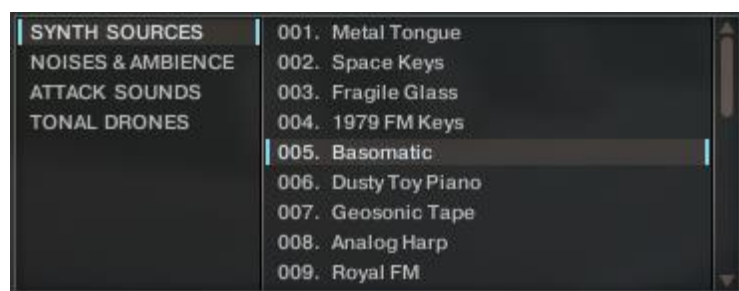 SYNTH SOURCES
NOISES & AMBIENCE
ATTACK SOUNDS
TONAL DRONES
001. Metal Tongue
002. Space Keys
003. Fragile Glass
004. 1979 FM Keys
005. Basomatic
006. Dusty Toy Piano
007. Geosonic Tape
008. Analog Harp
009. Royal FM